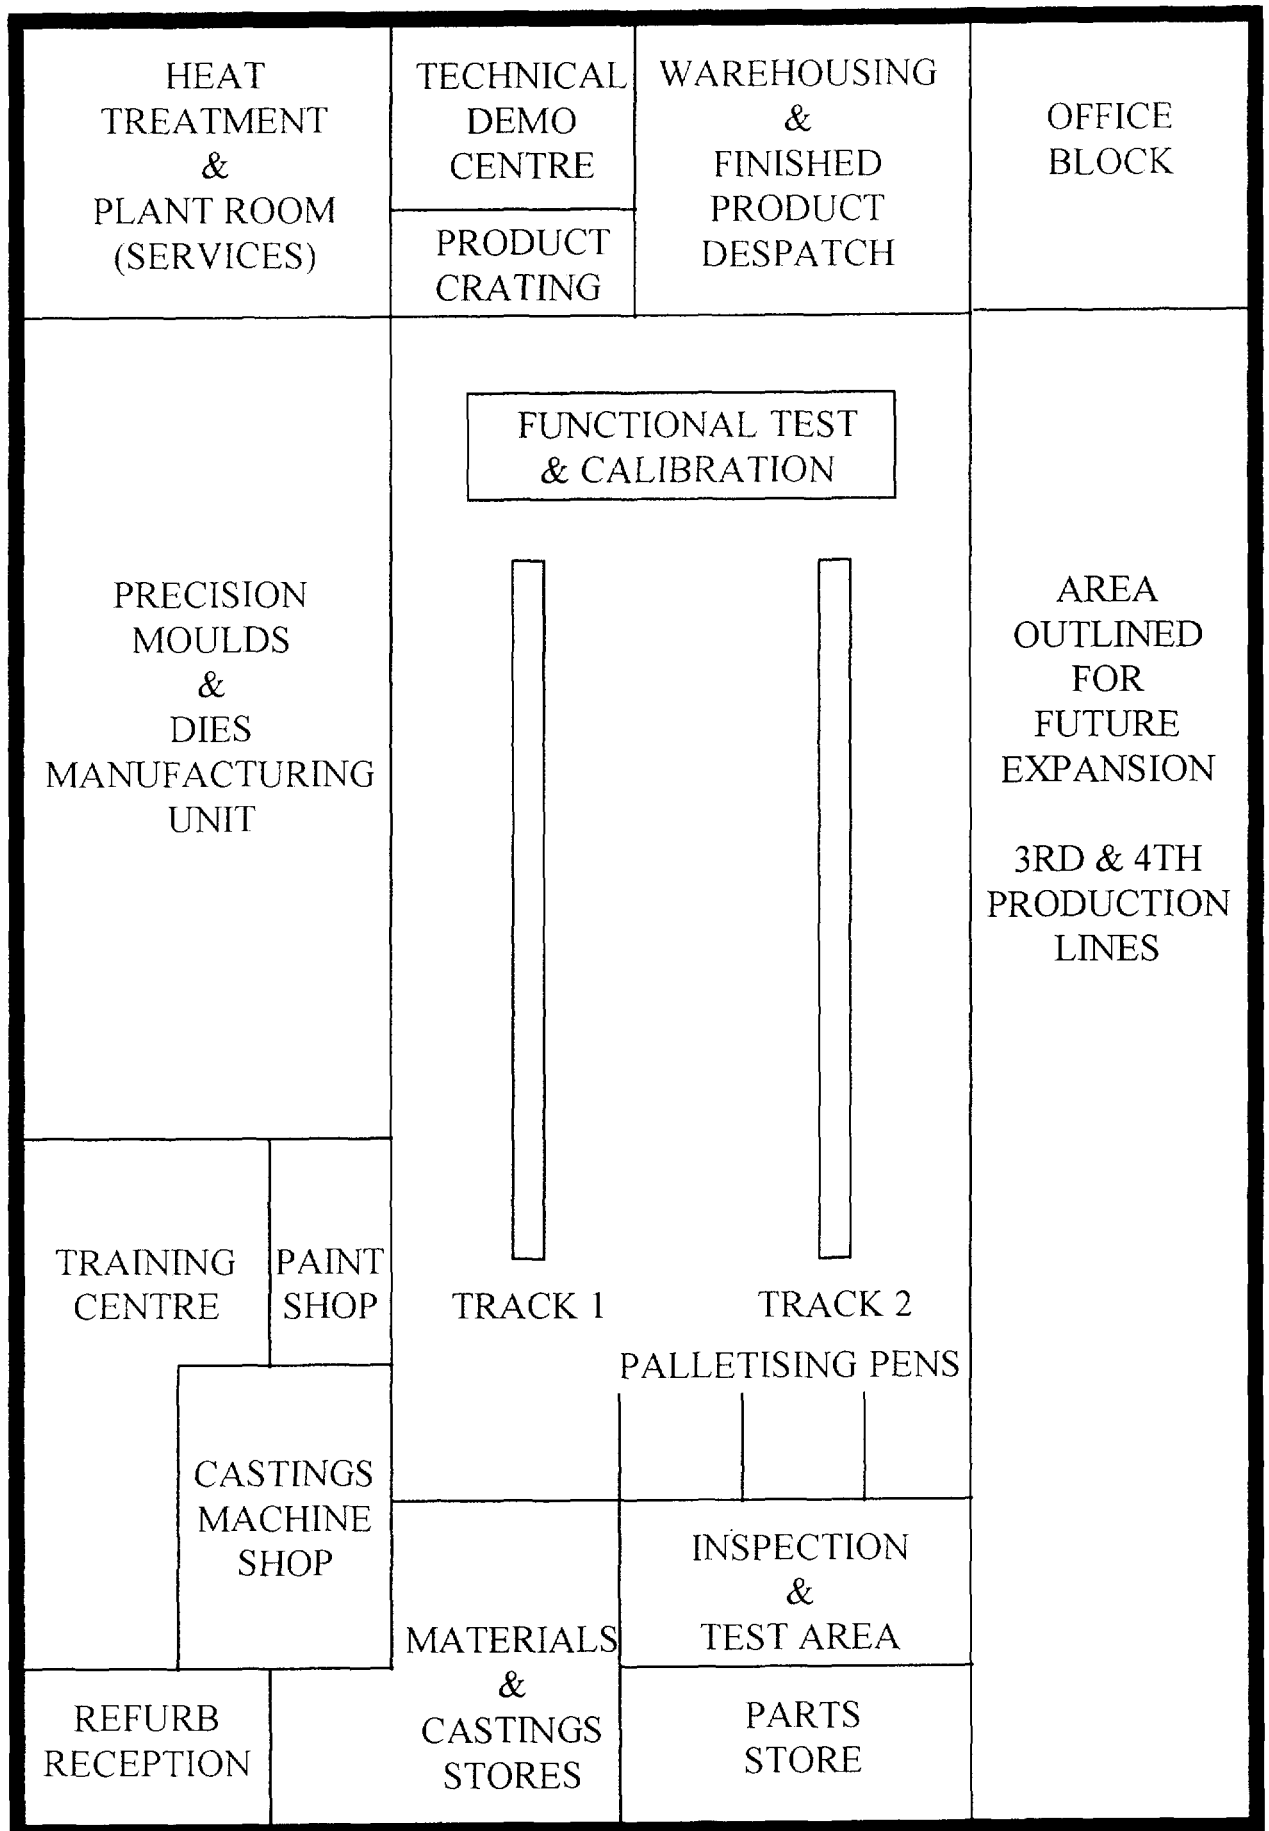 HEAT
TREATMENT
&
PLANT ROOM
(SERVICES)
TECHNICAL
DEMO
CENTRE
PRODUCT
CRATING
WAREHOUSING
&
FINISHED
PRODUCT
DESPATCH
OFFICE
BLOCK
FUNCTIONAL TEST
& CALIBRATION
PRECISION
MOULDS
&
DIES
MANUFACTURING
UNIT
AREA
OUTLINED
FOR
FUTURE
EXPANSION
3RD & 4TH
PRODUCTION
LINES
TRAINING
CENTRE
PAINT
SHOP
TRACK 1
TRACK 2
PALLETISING PENS
CASTINGS
MACHINE
SHOP
INSPECTION
&
TEST AREA
MATERIALS
&
CASTINGS
STORES
REFURB
RECEPTION
PARTS
STORE